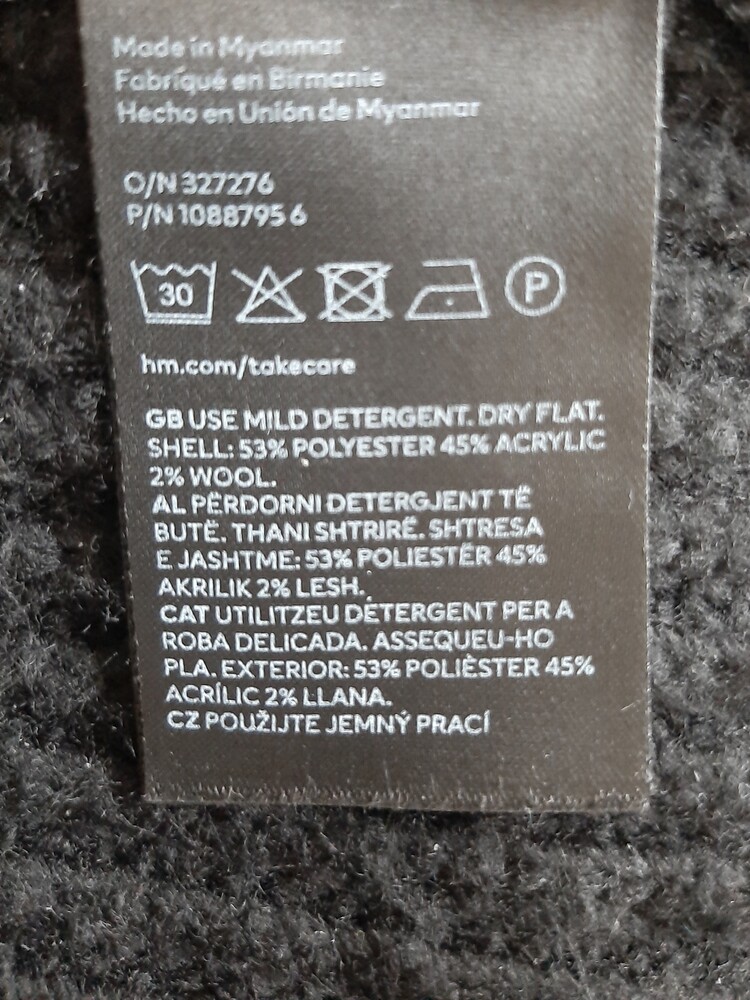 Made in Myanmar
Fabriqué en Birmanie
Hecho en Unión de Myanmar
O/N 327276
P/N 1088795 6
30 P
hm.com/takecare
GB USE MILD DETERGENT. DRY FLAT.
SHELL: 53% POLYESTER 45% ACRYLIC
2% WOOL.
AL PËRDORNI DETERGJENT TË
BUTË. THANI SHTRIRË. SHTRESA
E JASHTME: 53% POLIESTËR 45%
AKRILIK 2% LESH.
CAT UTILITZEU DETERGENT PER A
ROBA DELICADA. ASSEQUEU-HO
PLA. EXTERIOR: 53% POLIÈSTER 45%
ACRÍLIC 2% LLANA.
CZ POUŽIJTE JEMNÝ PRACÍ